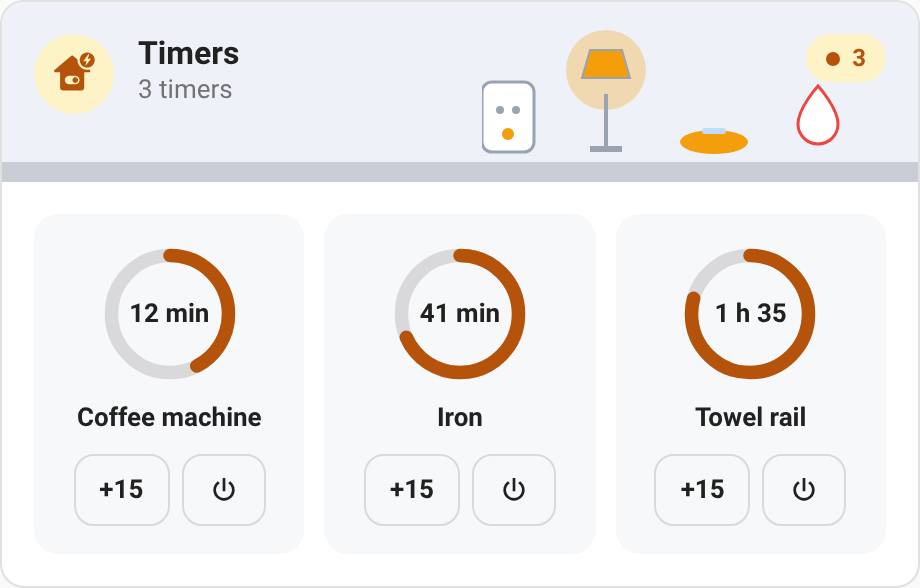 Timers
3 timers
3
12 min
41 min
1 h 35
Coffee machine
Iron
Towel rail
+15
+15
+15